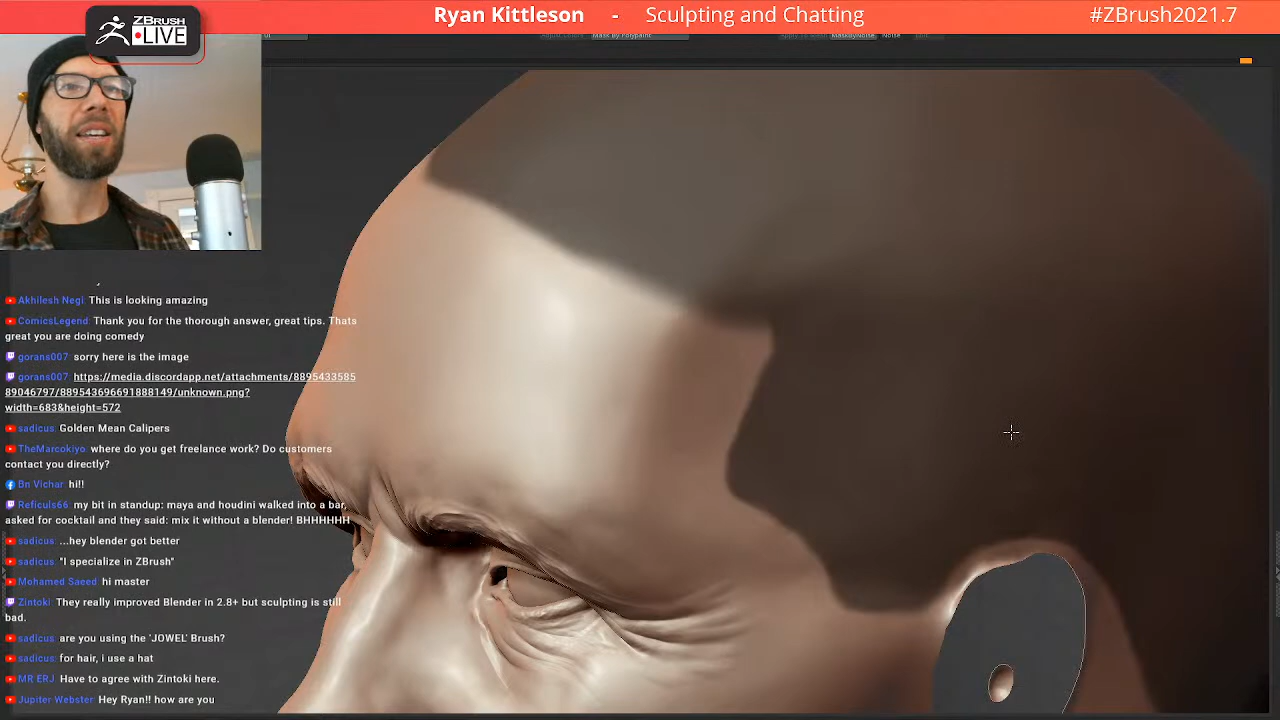 Ryan Kittleson - Sculpting and Chatting
#ZBrush2021.7
ZBRUSH
LIVE
Mask By Polypaint
MaskByNoise
Noise
Akhilesh Negi: This is looking amazing
ComicsLegend: Thank you for the thorough answer, great tips. Thats
great you are doing comedy
gorans007: sorry here is the image
gorans007: https://media.discordapp.net/attachments/8895433585
89046797/889543696691888149/unknown.png?
width=683&height=572
sadicus: Golden Mean Calipers
TheMarcokiyo: where do you get freelance work? Do customers
contact you directly?
Bn Vichar: hi!!
Reficuls66: my bit in standup: maya and houdini walked into a bar,
asked for cocktail and they said: mix it without a blender! BHHHHHH
sadicus: ...hey blender got better
sadicus: "I specialize in ZBrush"
Mohamed Saeed: hi master
Zintoki: They really improved Blender in 2.8+ but sculpting is still
bad.
sadicus: are you using the 'JOWEL' Brush?
sadicus: for hair, i use a hat
MR ERJ: Have to agree with Zintoki here.
Jupiter Webster: Hey Ryan!! how are you